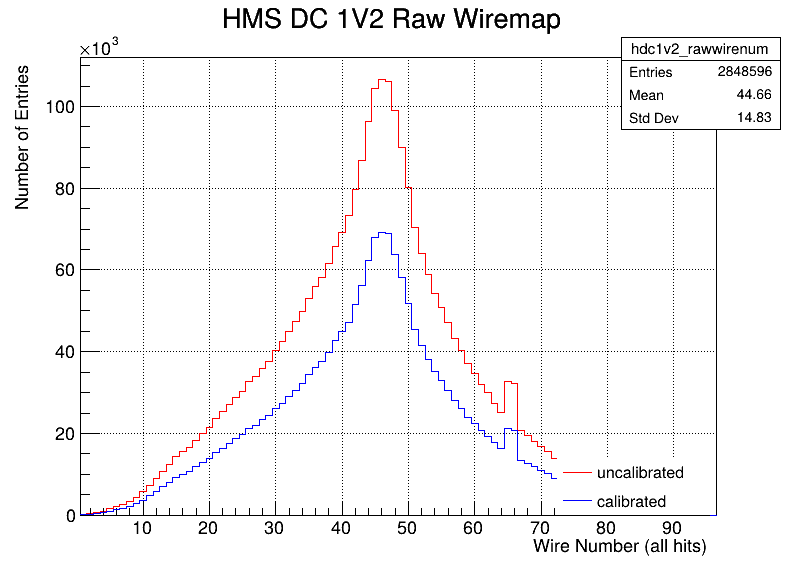 HMS DC 1V2 Raw Wiremap
×10³
hdc1v2_rawwirenum
Entries 2848596
Mean 44.66
Std Dev 14.83
Number of Entries
100
80
60
40
20
0
uncalibrated
calibrated
10 20 30 40 50 60 70 80 90
Wire Number (all hits)